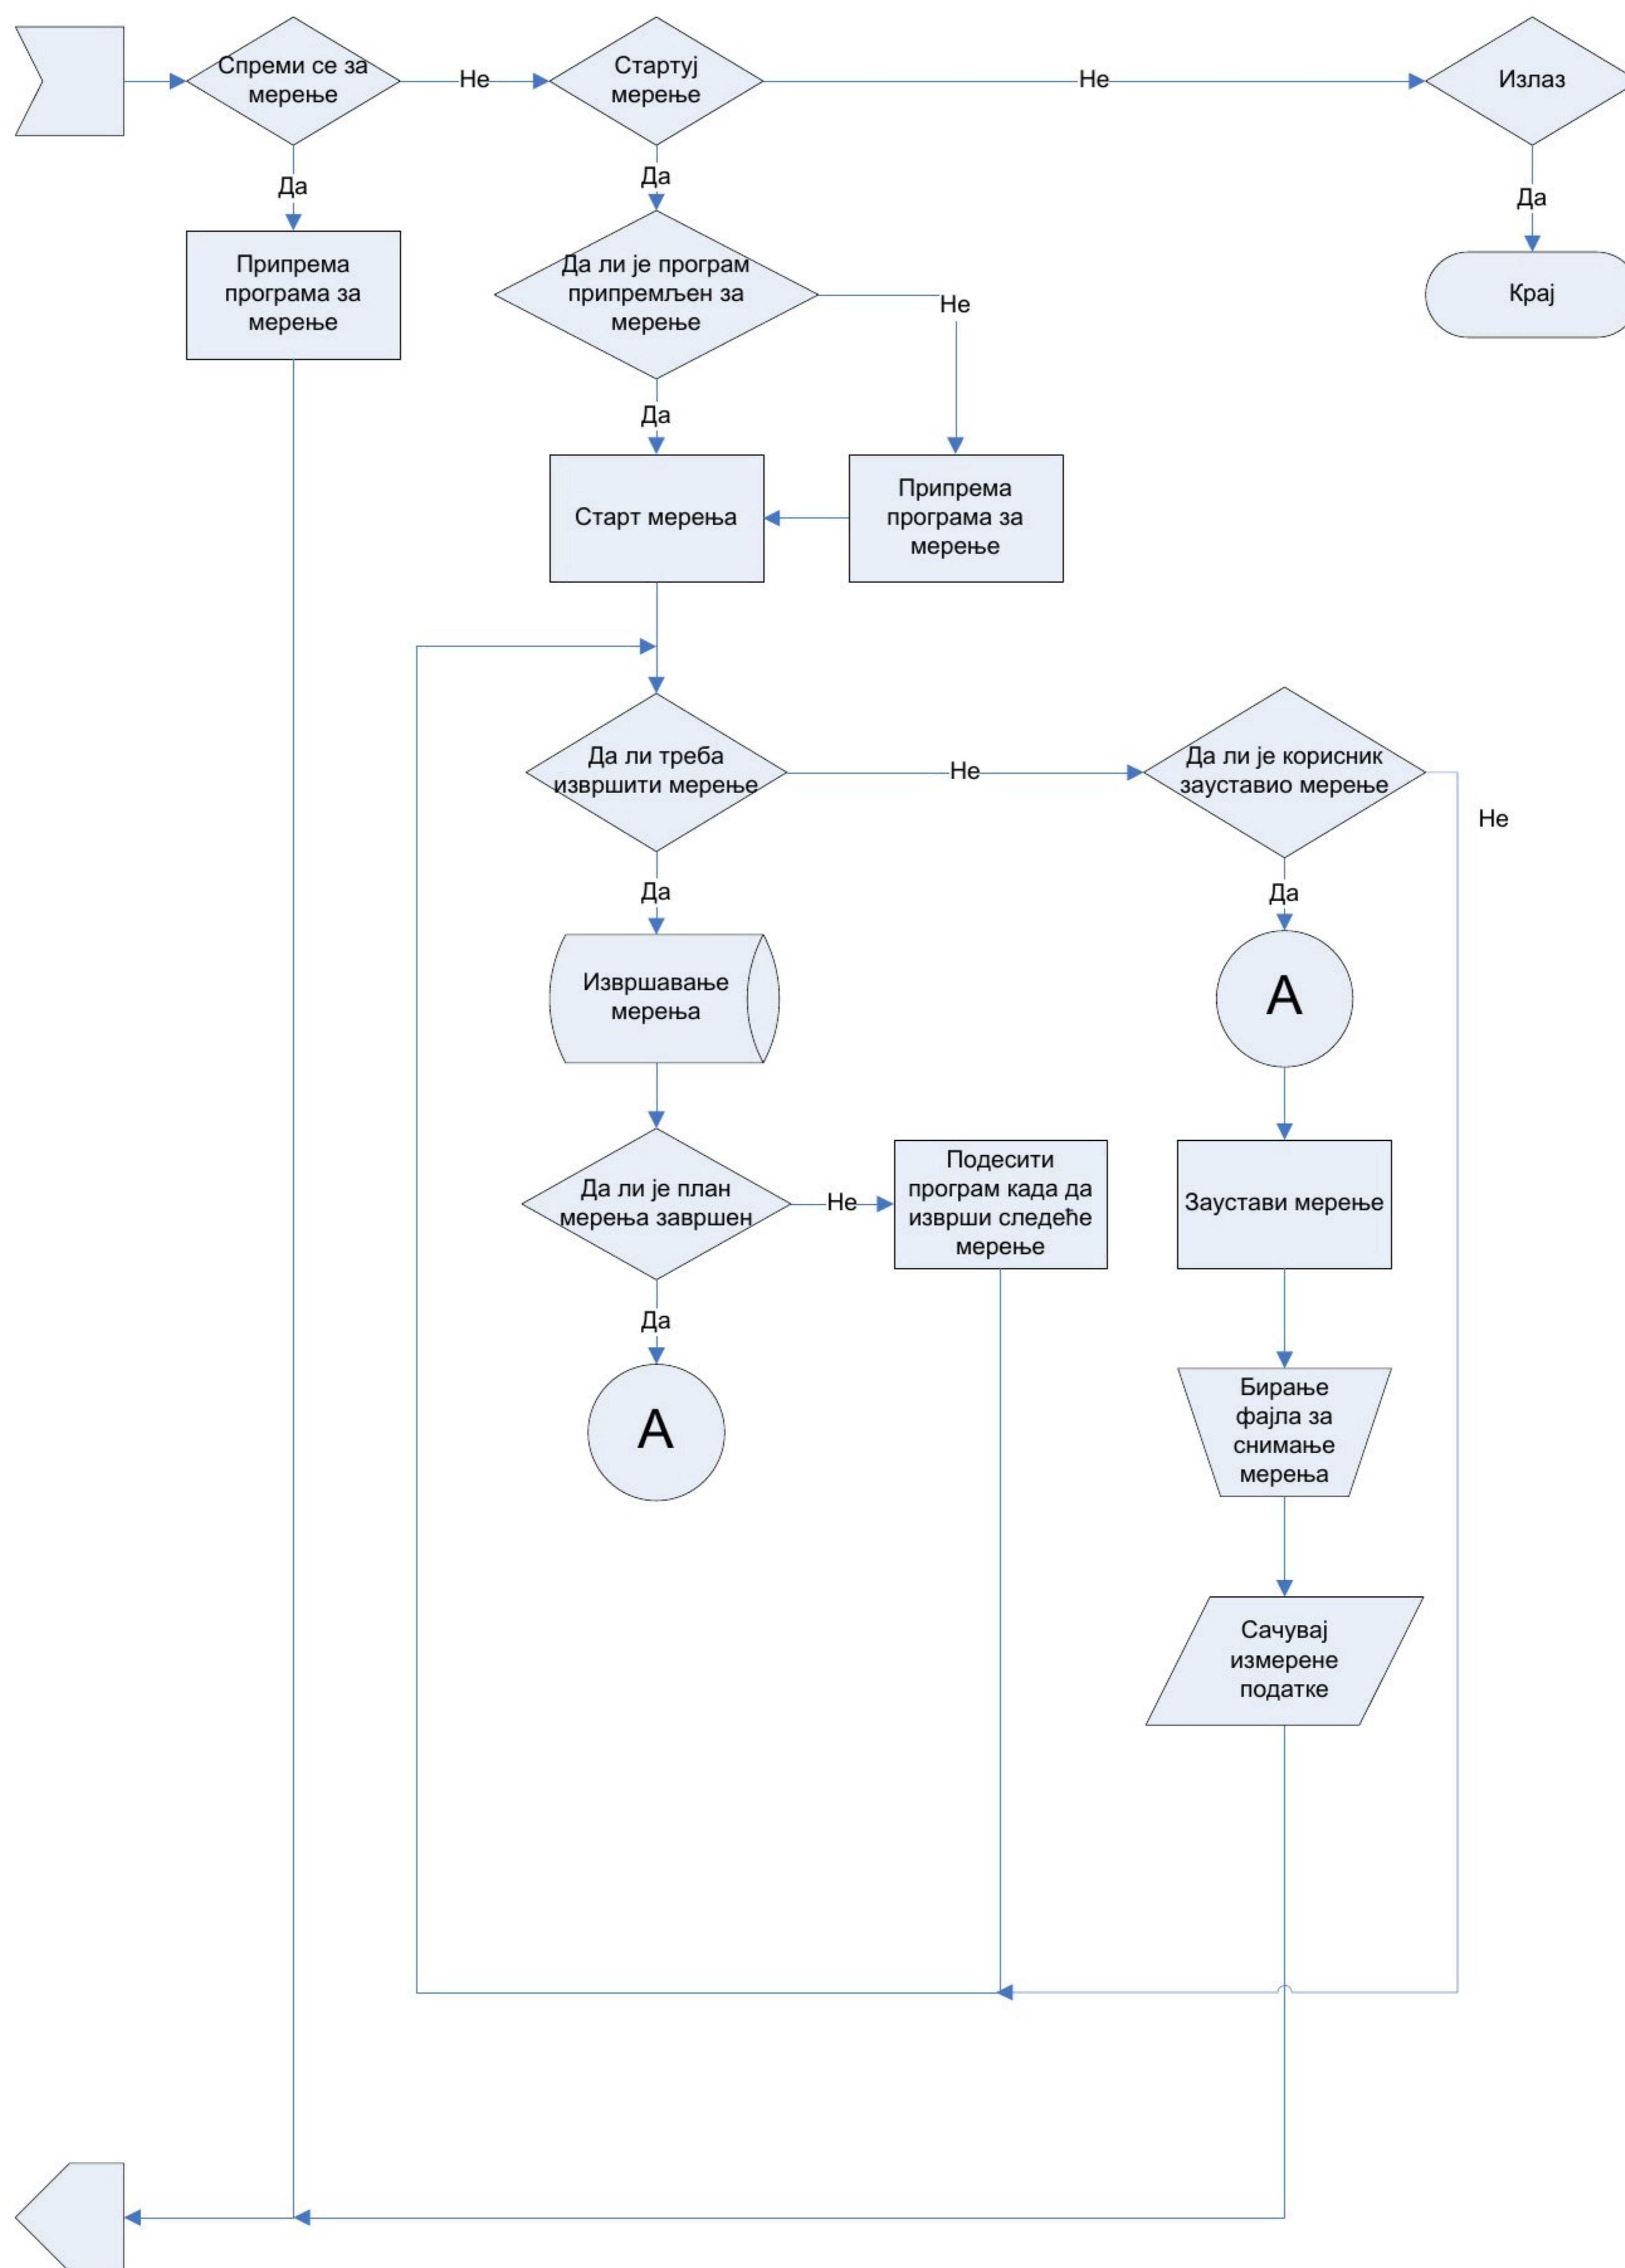 Спреми се за
мерење
Не
Стартуј
мерење
Не
Излаз
Да
Да
Да
Припрема
програма за
мерење
Да ли је програм
припремљен за
мерење
Не
Крај
Да
Старт мерења
Припрема
програма за
мерење
Да ли треба
извршити мерење
Не
Да ли је корисник
зауставио мерење
Не
Да
Да
Извршавање
мерења
А
Да ли је план
мерења завршен
Не
Подесити
програм када да
изврши следеће
мерење
Заустави мерење
Да
А
Бирање
фајла за
снимање
мерења
Сачувај
измерене
податке